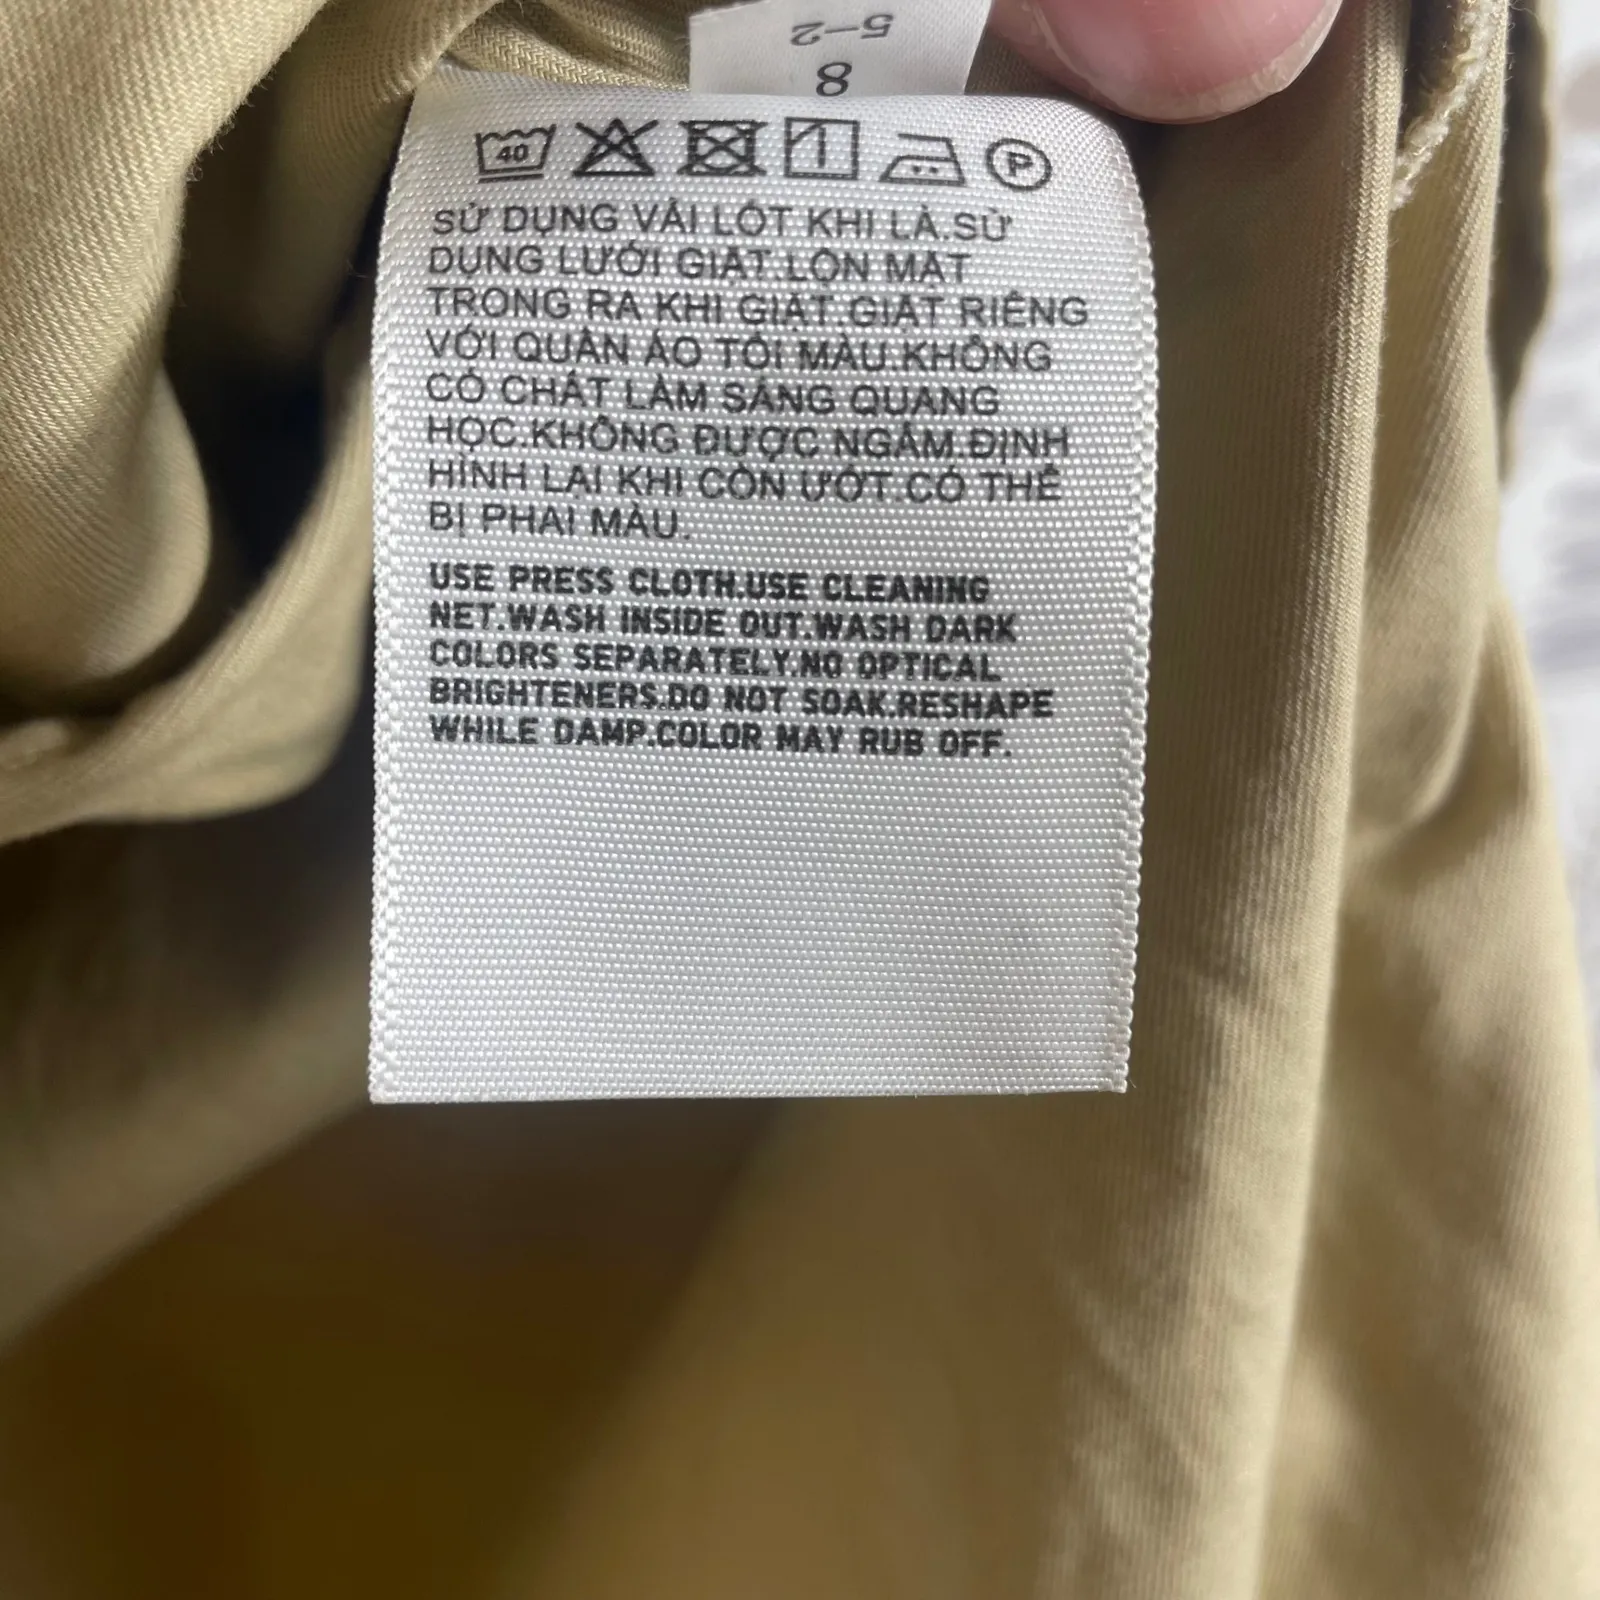 5-2
8
40
P
SỬ DỤNG VẢI LÓT KHI LÀ.SỬ
DỤNG LƯỚI GIẶT.LỘN MẶT
TRONG RA KHI GIẶT.GIẶT RIÊNG
VỚI QUẦN ÁO TỐI MÀU.KHÔNG
CÓ CHẤT LÀM SÁNG QUANG
HỌC.KHÔNG ĐƯỢC NGÂM.ĐỊNH
HÌNH LẠI KHI CÒN ƯỚT.CÓ THỂ
BỊ PHAI MÀU.
USE PRESS CLOTH.USE CLEANING
NET.WASH INSIDE OUT.WASH DARK
COLORS SEPARATELY.NO OPTICAL
BRIGHTENERS.DO NOT SOAK.RESHAPE
WHILE DAMP.COLOR MAY RUB OFF.